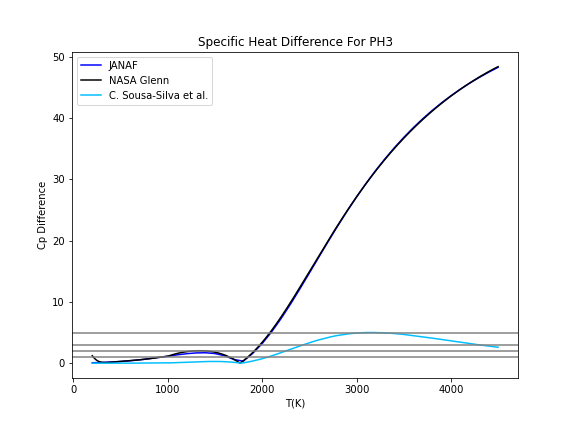 Specific Heat Difference For PH3
JANAF
NASA Glenn
C. Sousa-Silva et al.
Cp Difference
50
40
30
20
10
0
0
1000
2000
3000
4000
T(K)